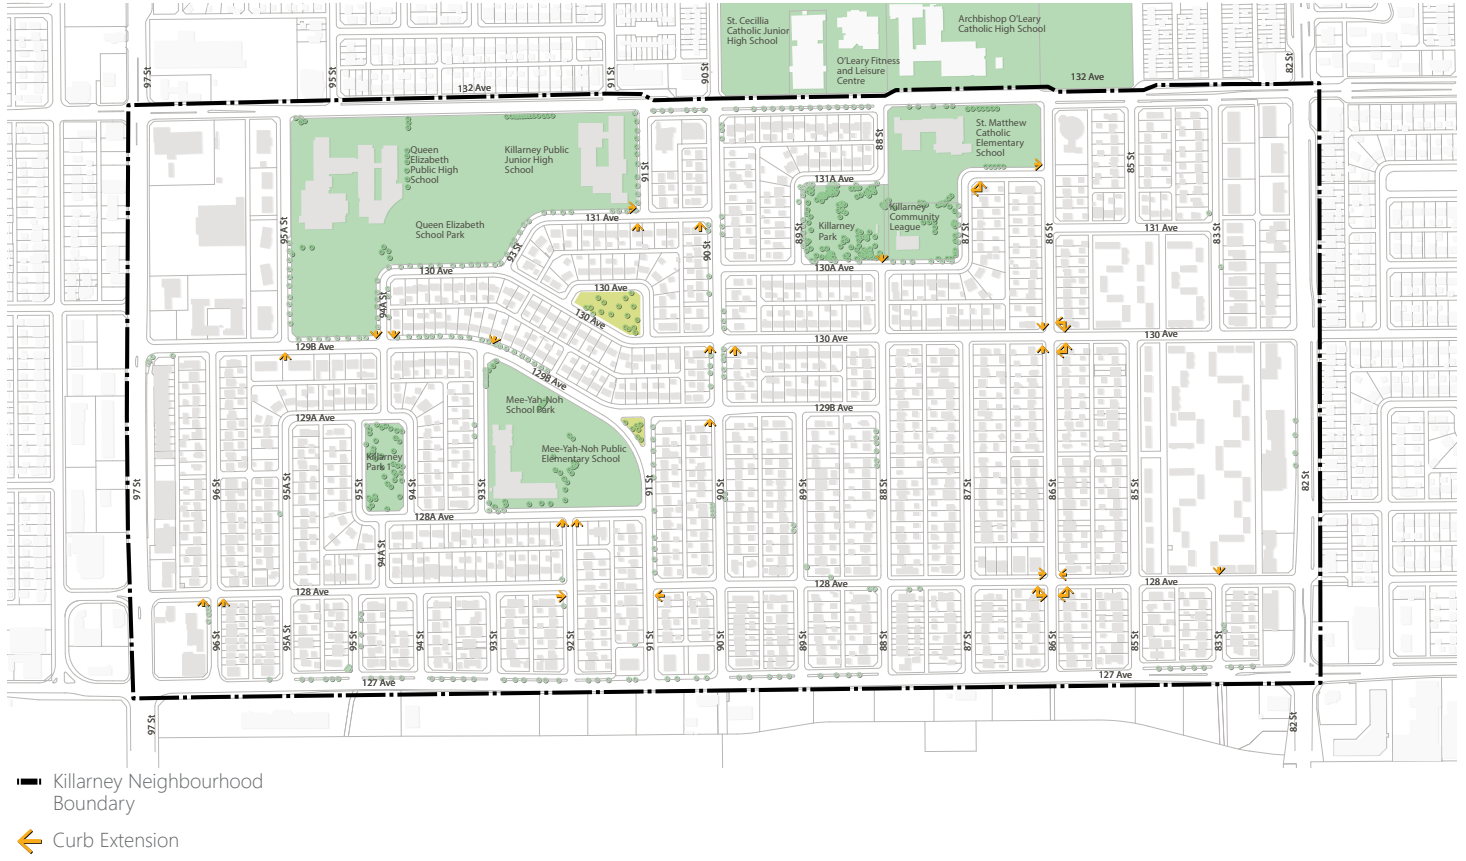 St. Cecillia
Catholic Junior
High School
Archbishop O'Leary
Catholic High School
O'Leary Fitness
and Leisure
Centre
97 St
95 St
91 St
90 St
82 St
132 Ave
132 Ave
Queen
Elizabeth
Public High
School
Killarney Public
Junior High
School
St. Matthew
Catholic
Elementary
School
88 St
85 St
91 St
131A Ave
Queen Elizabeth
School Park
131 Ave
Killarney
Park
Killarney
Community
League
95A St
93 St
90 St
89 St
87 St
86 St
131 Ave
83 St
130 Ave
130A Ave
94A St
130 Ave
130 Ave
129B Ave
130 Ave
130 Ave
129B Ave
Mee-Yah-Noh
School Park
129B Ave
129A Ave
Killarney
Park 1
Mee-Yah-Noh Public
Elementary School
97 St
96 St
95A St
95 St
94 St
93 St
91 St
90 St
89 St
88 St
87 St
86 St
85 St
82 St
128A Ave
94A St
128 Ave
128 Ave
128 Ave
96 St
95A St
95 St
94 St
93 St
92 St
91 St
90 St
89 St
88 St
87 St
86 St
85 St
83 St
127 Ave
127 Ave
97 St
82 St
Killarney Neighbourhood
Boundary
Curb Extension